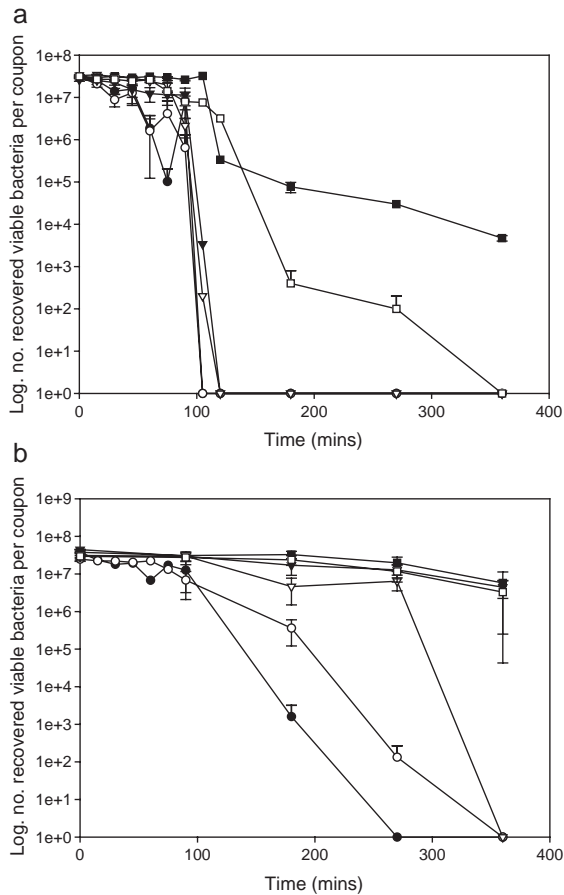 a
Log. no. recovered viable bacteria per coupon
1e+8
1e+7
1e+6
1e+5
1e+4
1e+3
1e+2
1e+1
1e+0
0
100
200
300
400
Time (mins)
b
Log. no. recovered viable bacteria per coupon
1e+9
1e+8
1e+7
1e+6
1e+5
1e+4
1e+3
1e+2
1e+1
1e+0
0
100
200
300
400
Time (mins)